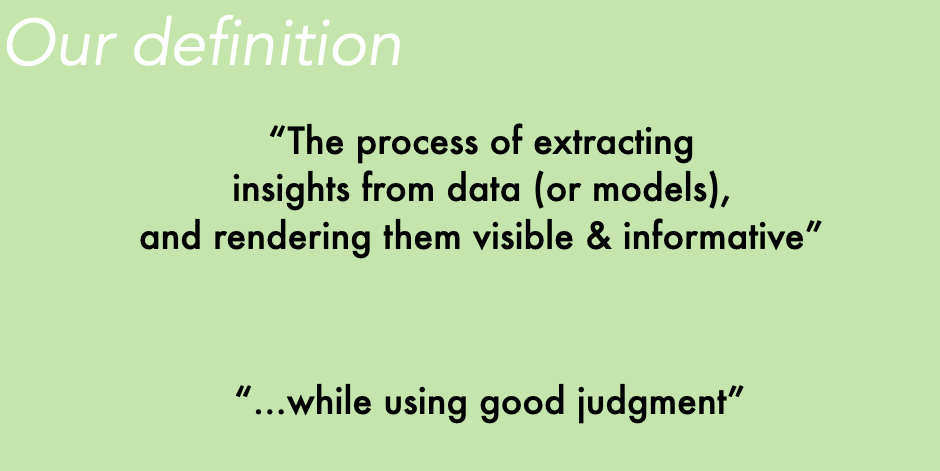 Our definition
“The process of extracting
insights from data (or models),
and rendering them visible & informative”
“...while using good judgment”